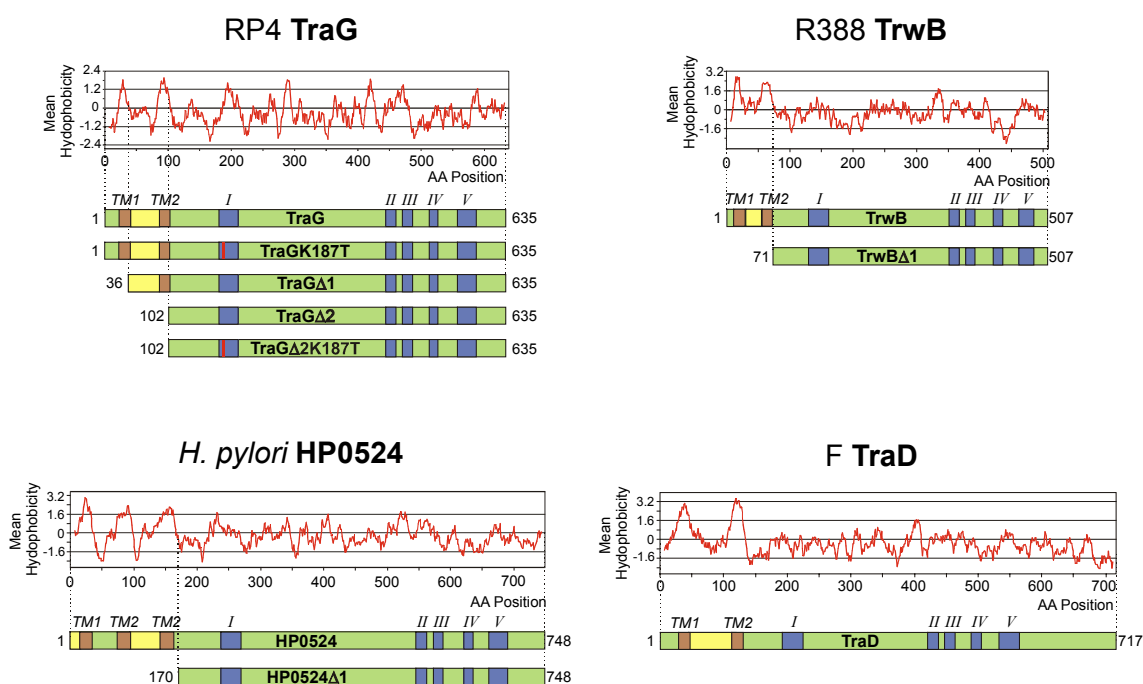 RP4 TraG
2.4
1.2
0
-1.2
-2.4
Mean
Hydophobicity
0 100 200 300 400 500 600
AA Position
TM1 TM2 I II III IV V
1 TraG 635
1 TraGK187T 635
36 TraGΔ1 635
102 TraGΔ2 635
102 TraGΔ2K187T 635
R388 TrwB
3.2
1.6
0
-1.6
Mean
Hydophobicity
0 100 200 300 400 500
AA Position
TM1 TM2 I II III IV V
1 TrwB 507
71 TrwBΔ1 507
H. pylori HP0524
3.2
1.6
0
-1.6
Mean
Hydophobicity
0 100 200 300 400 500 600 700
AA Position
TM1 TM2 TM2 I II III IV V
1 HP0524 748
170 HP0524Δ1 748
F TraD
3.2
1.6
0
-1.6
Mean
Hydophobicity
0 100 200 300 400 500 600 700
AA Position
TM1 TM2 I II III IV V
1 TraD 717